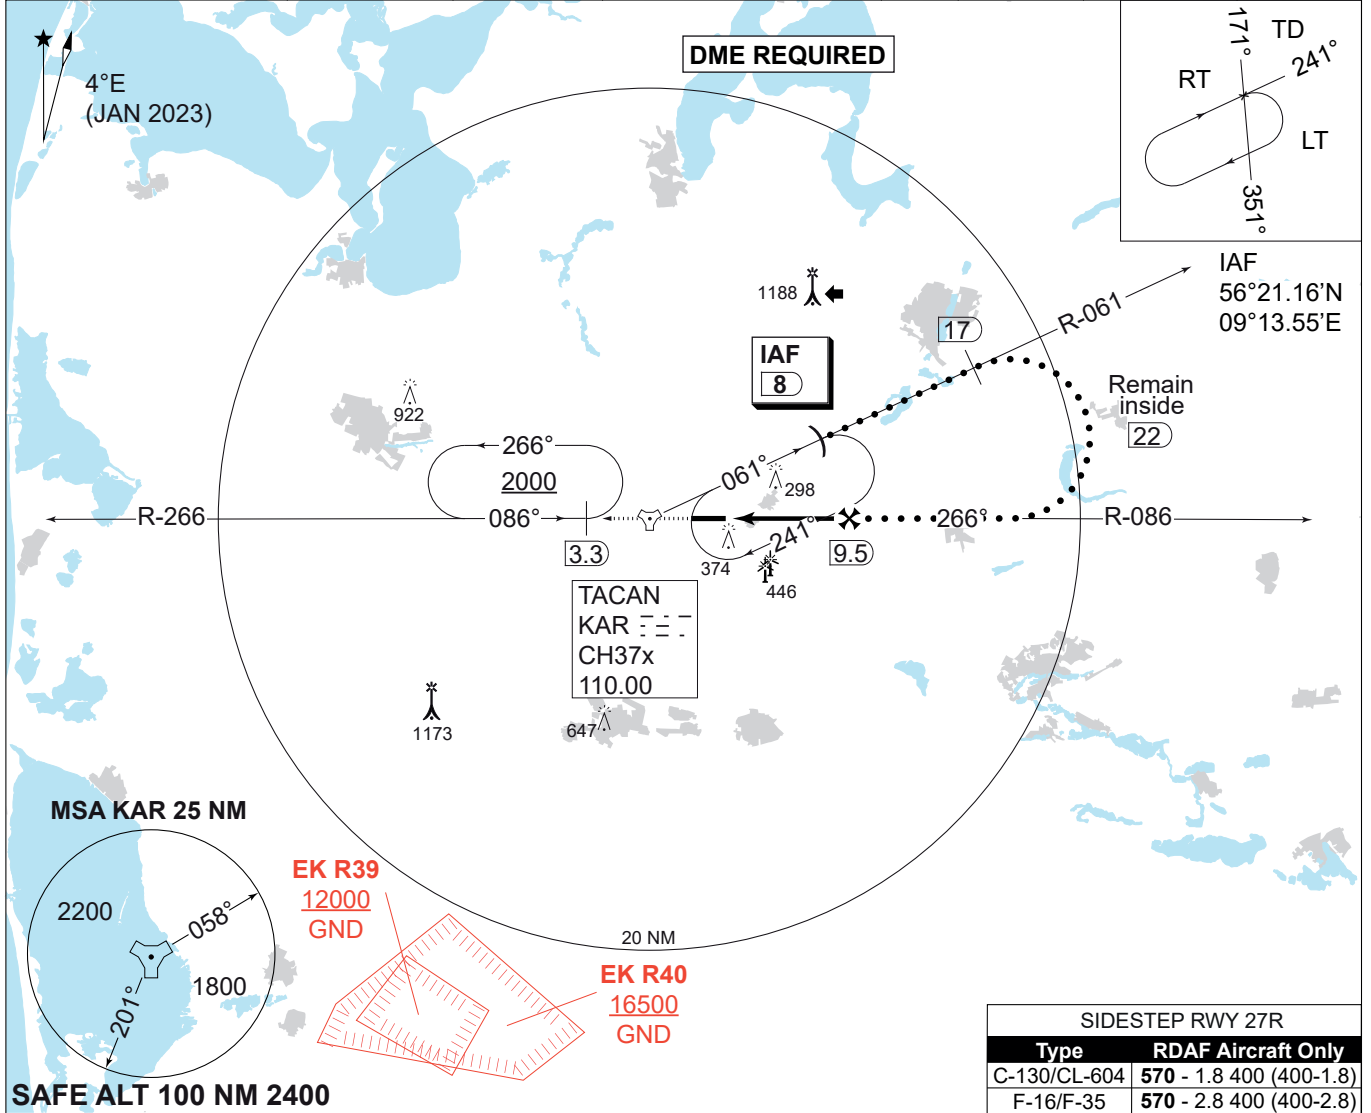 4°E
(JAN 2023)
DME REQUIRED
171°
TD
241°
RT
LT
351°
IAF
56°21.16’N
09°13.55’E
1188
R-061
17
IAF
8
Remain
inside
22
922
266°
2000
061°
298
R-266
086°
266°
R-086
3.3
241°
9.5
374
446
TACAN
KAR
CH37x
110.00
1173
647
MSA KAR 25 NM
2200
058°
1800
201°
EK R39
12000
GND
20 NM
EK R40
16500
GND
SIDESTEP RWY 27R
Type RDAF Aircraft Only
C-130/CL-604 570 - 1.8 400 (400-1.8)
F-16/F-35 570 - 2.8 400 (400-2.8)
SAFE ALT 100 NM 2400